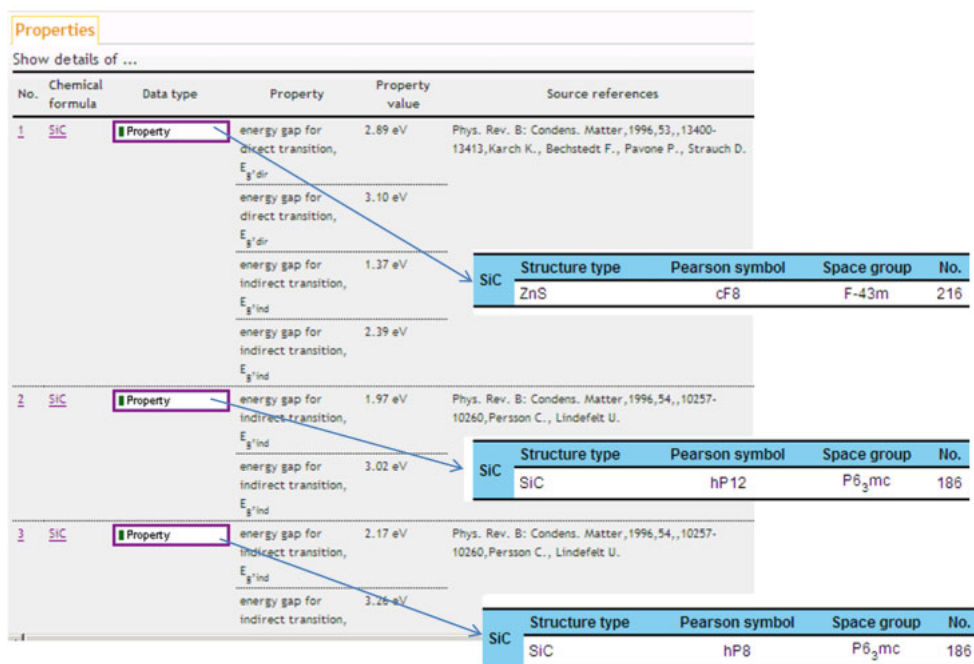 Properties
Show details of ...
No. Chemical formula Data type Property Property value Source references
1 SiC Property energy gap for 2.89 eV Phys. Rev. B: Condens. Matter,1996,53,,13400-
direct transition, 13413,Karch K., Bechstedt F., Pavone P., Strauch D.
Eg,dir
energy gap for 3.10 eV
direct transition,
Eg,dir
energy gap for 1.37 eV
indirect transition,
Eg,ind
energy gap for 2.39 eV
indirect transition,
Eg,ind
SiC Structure type Pearson symbol Space group No.
ZnS cF8 F-43m 216
2 SiC Property energy gap for 1.97 eV Phys. Rev. B: Condens. Matter,1996,54,,10257-
indirect transition, 10260,Persson C., Lindefelt U.
Eg,ind
energy gap for 3.02 eV
indirect transition,
Eg,ind
SiC Structure type Pearson symbol Space group No.
SiC hP12 P63mc 186
3 SiC Property energy gap for 2.17 eV Phys. Rev. B: Condens. Matter,1996,54,,10257-
indirect transition, 10260,Persson C., Lindefelt U.
Eg,ind
energy gap for 3.26 eV
indirect transition,
SiC Structure type Pearson symbol Space group No.
SiC hP8 P63mc 186